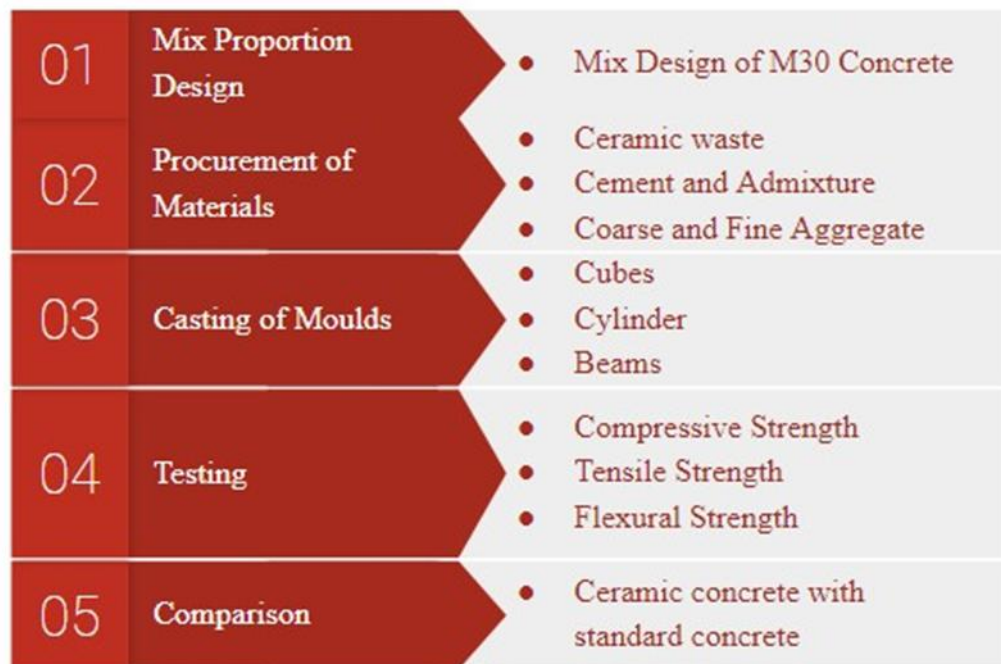 01
Mix Proportion
Design
• Mix Design of M30 Concrete
02
Procurement of
Materials
• Ceramic waste
• Cement and Admixture
• Coarse and Fine Aggregate
03
Casting of Moulds
• Cubes
• Cylinder
• Beams
04
Testing
• Compressive Strength
• Tensile Strength
• Flexural Strength
05
Comparison
• Ceramic concrete with
standard concrete